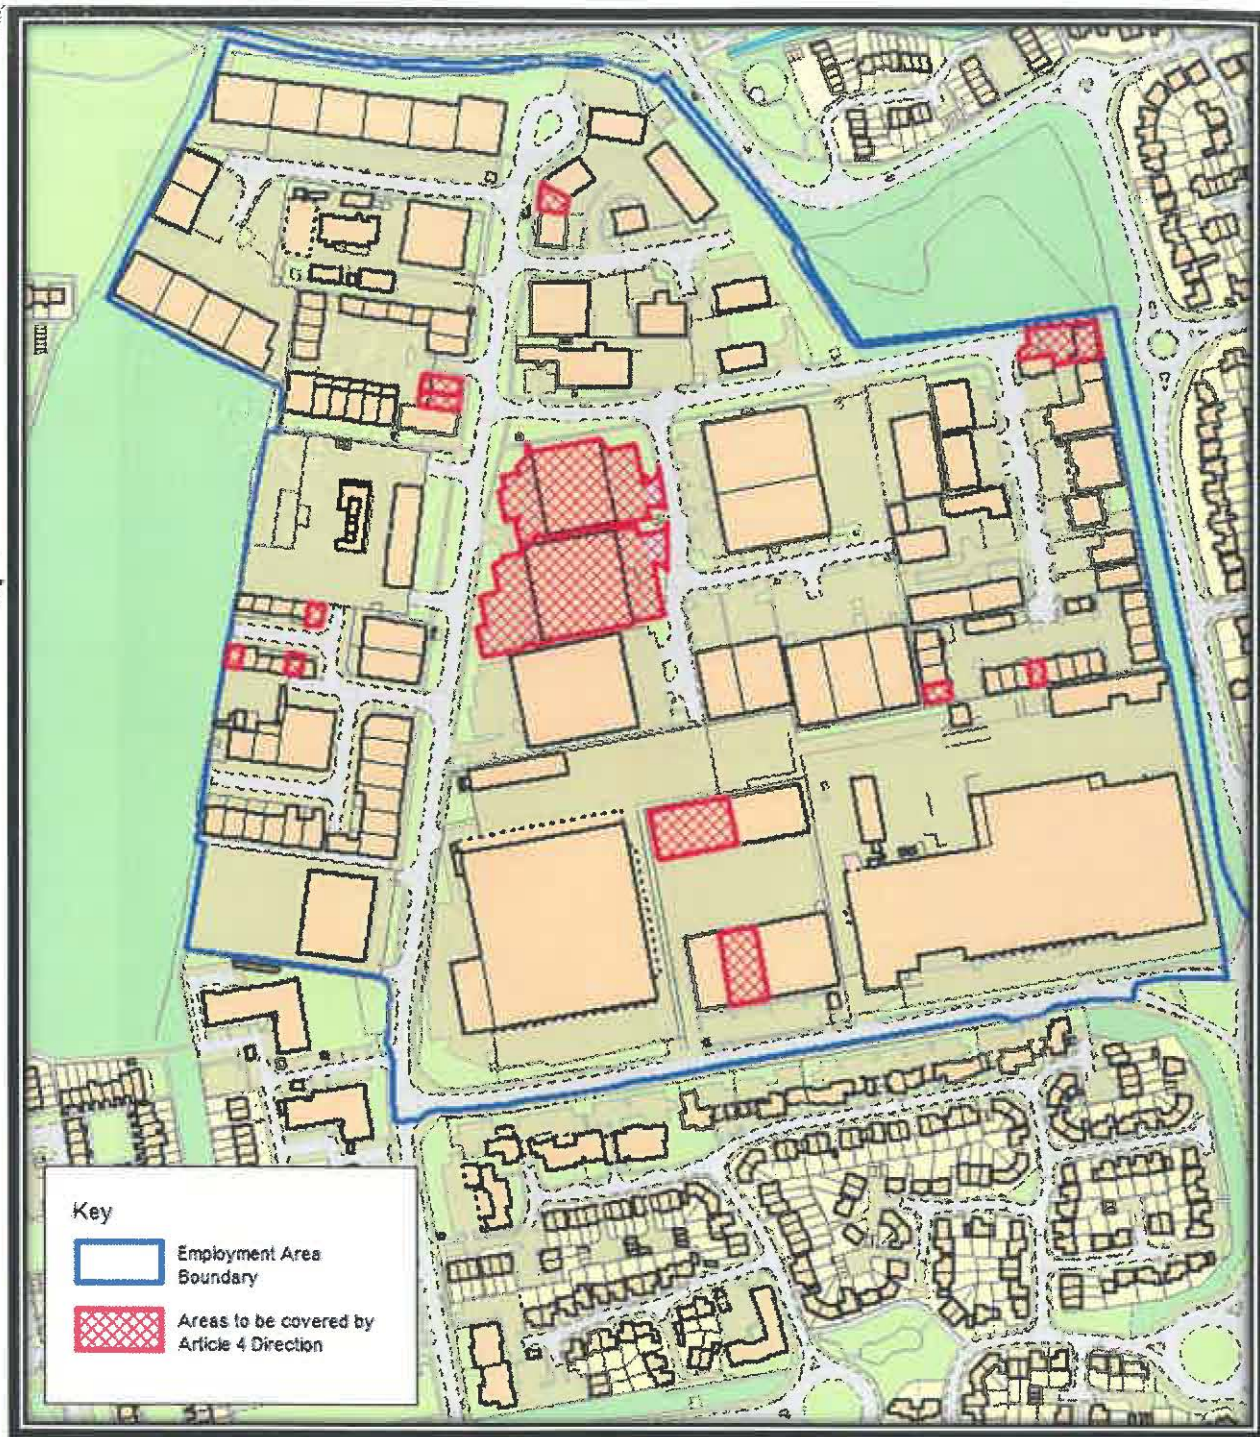 Key
Employment Area
Boundary
Areas to be covered by
Article 4 Direction